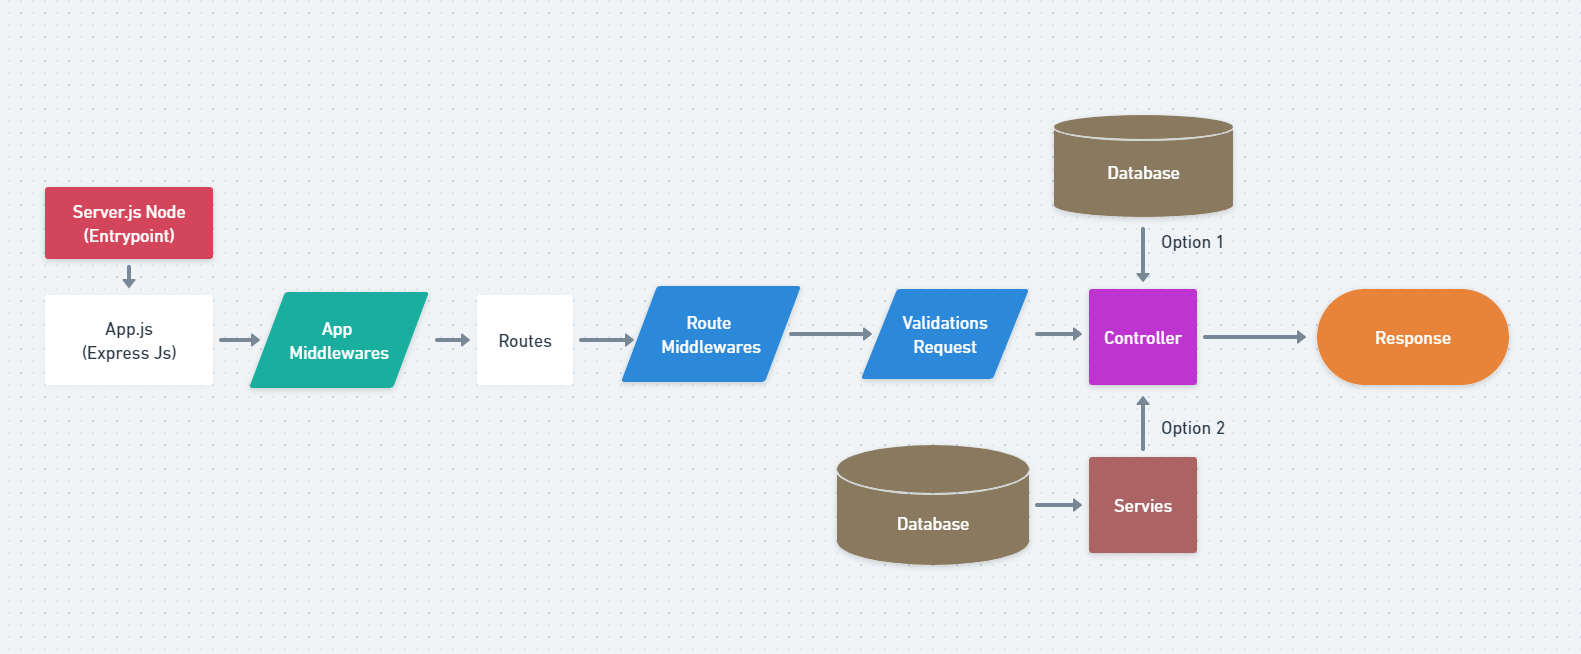 Server.js Node
(Entrypoint)
App.js
(Express Js)
App
Middlewares
Routes
Route
Middlewares
Validations
Request
Database
Option 1
Controller
Response
Option 2
Database
Servies